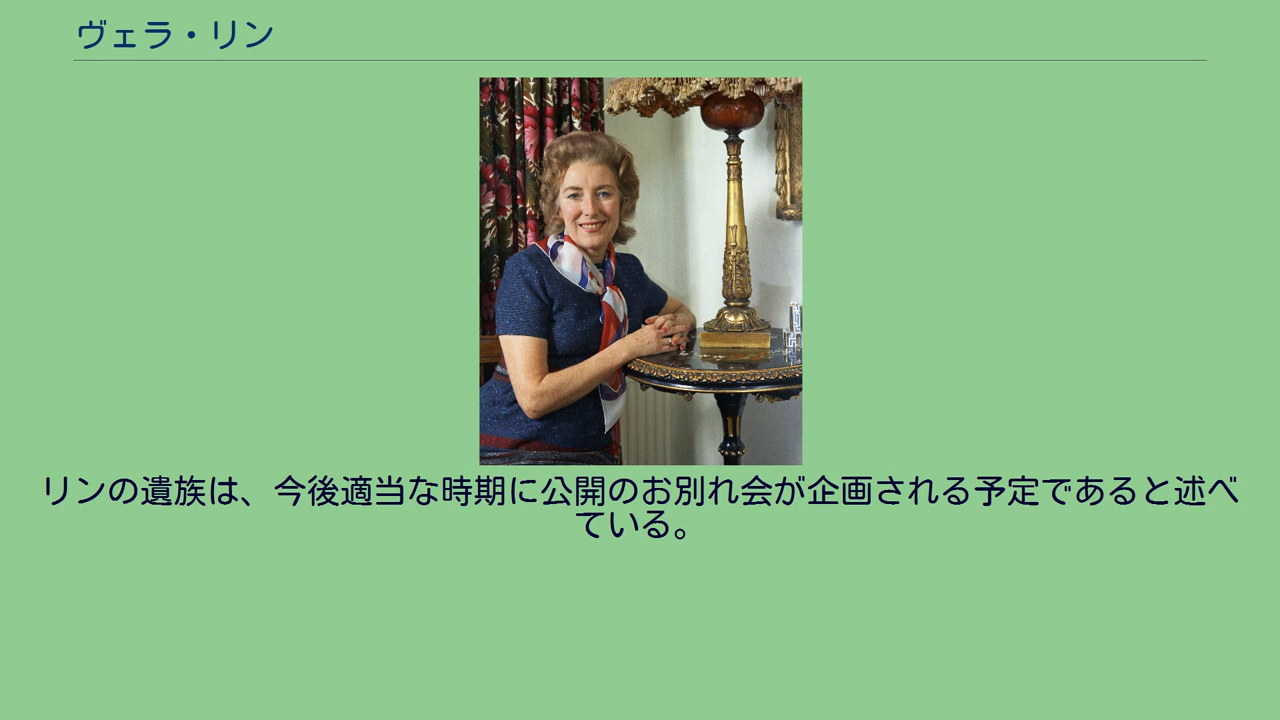 ヴェラ・リン
リンの遺族は、今後適当な時期に公開のお別れ会が企画される予定であると述べ
ている。